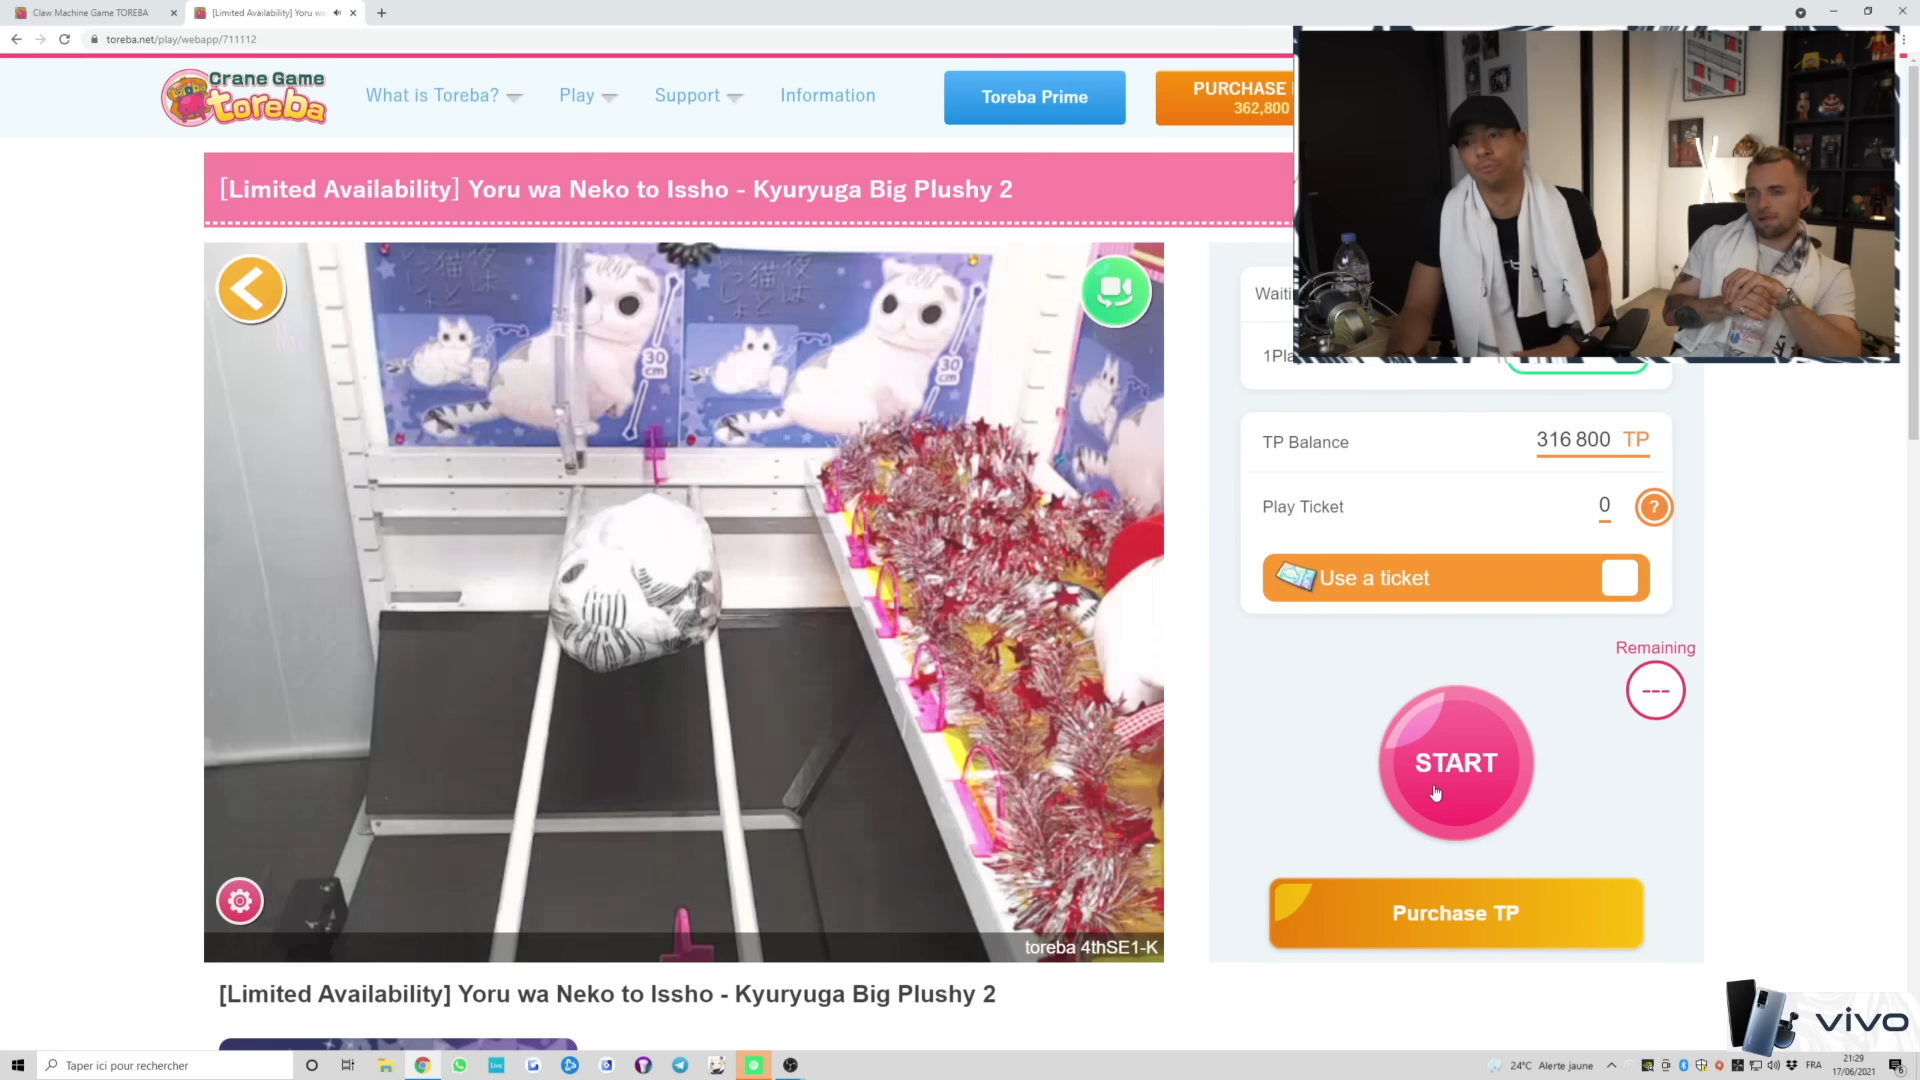 Claw Machine Game TOREBA
[Limited Availability] Yoru wa
toreba.net/play/webapp/711112
Crane Game
toreba
What is Toreba?
Play
Support
Information
Toreba Prime
PURCHASE
362,800
[Limited Availability] Yoru wa Neko to Issho - Kyuryuga Big Plushy 2
30
cm
30
cm
Waiti
1Pla
TP Balance
316 800 TP
Play Ticket
0
?
Use a ticket
Remaining
---
START
Purchase TP
toreba 4thSE1-K
[Limited Availability] Yoru wa Neko to Issho - Kyuryuga Big Plushy 2
vivo
Taper ici pour rechercher
24°C Alerte jaune
FRA
21:29
17/06/2021